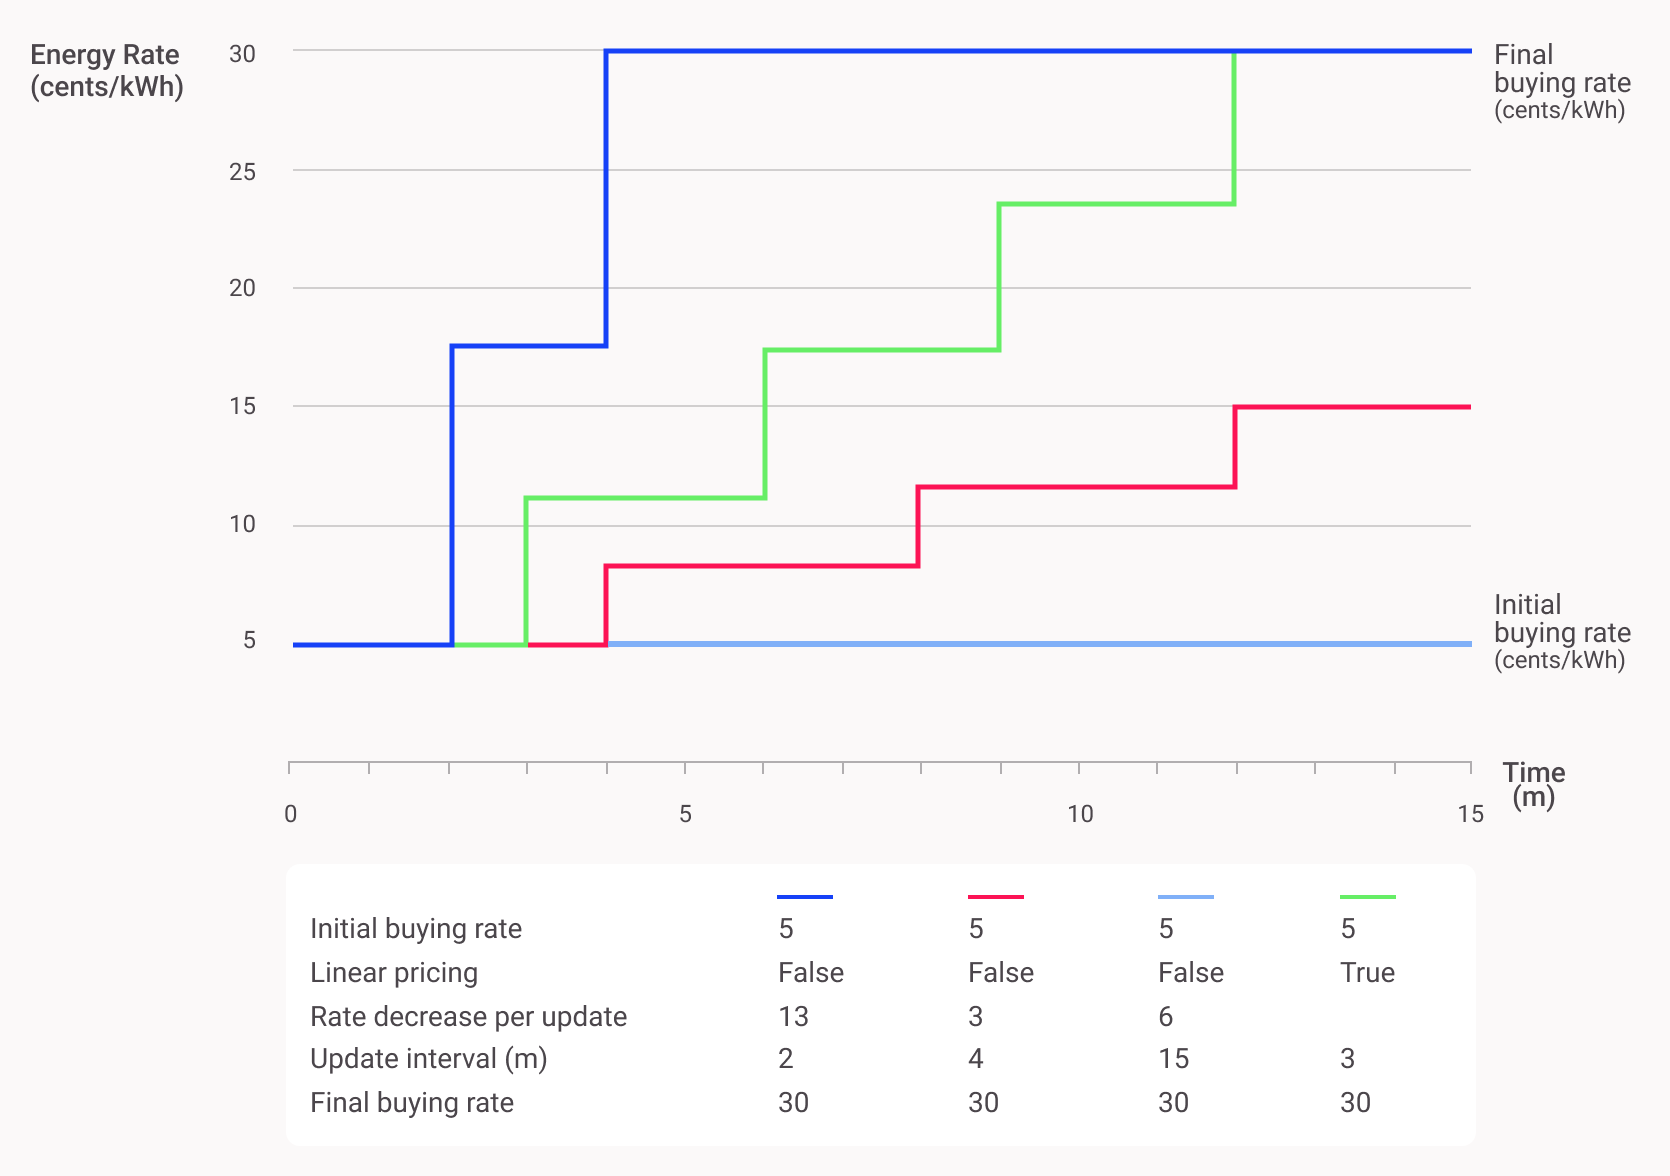 Energy Rate
(cents/kWh)
30
25
20
15
10
5
Final
buying rate
(cents/kWh)
Initial
buying rate
(cents/kWh)
0 5 10 15
Time
(m)
Initial buying rate 5 5 5 5
Linear pricing False False False True
Rate decrease per update 13 3 6
Update interval (m) 2 4 15 3
Final buying rate 30 30 30 30